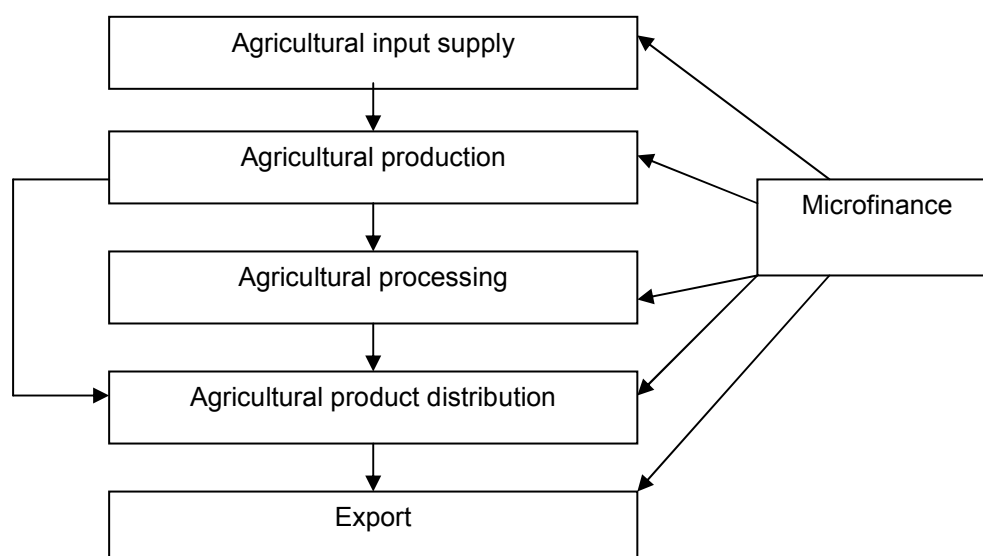 Agricultural input supply
Agricultural production
Microfinance
Agricultural processing
Agricultural product distribution
Export